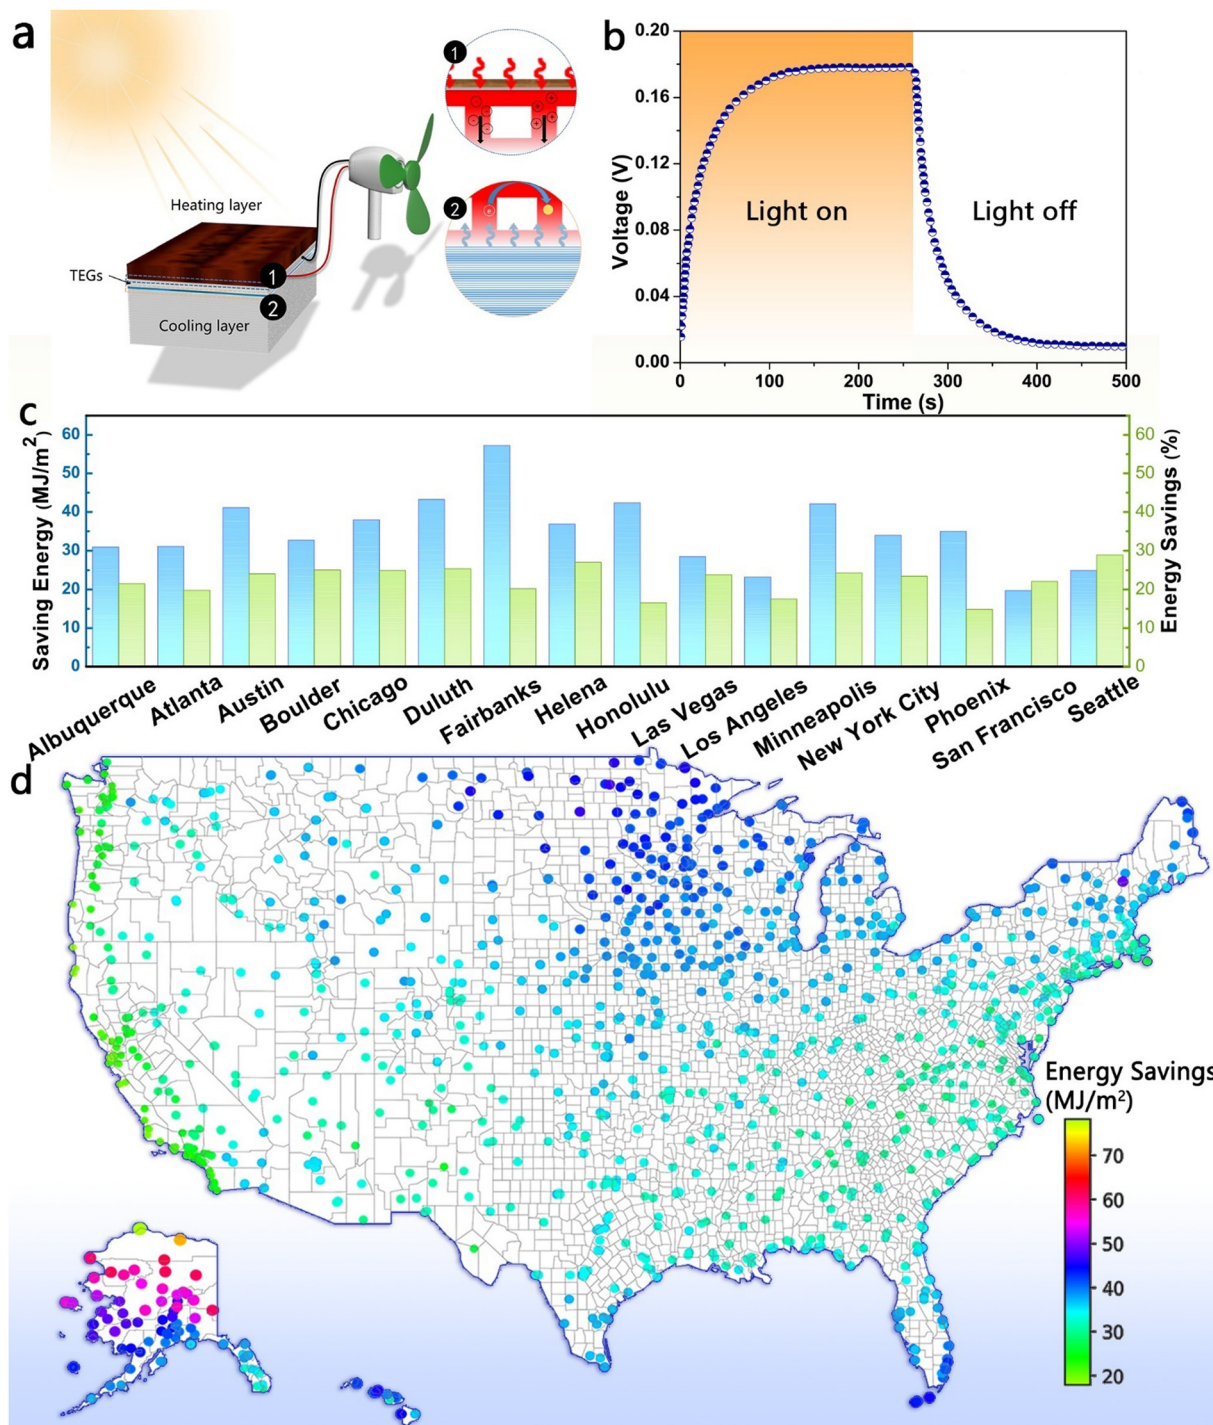 a
1
Heating layer
2
TEGs
1
2
Cooling layer
b
0.20
0.16
0.12
0.08
0.04
0.00
Voltage (V)
Light on
Light off
0 100 200 300 400 500
Time (s)
c
Saving Energy (MJ/m²)
60
50
40
30
20
10
0
60
50
40
30
20
10
0
Energy Savings (%)
Albuquerque
Atlanta
Austin
Boulder
Chicago
Duluth
Fairbanks
Helena
Honolulu
Las Vegas
Los Angeles
Minneapolis
New York City
Phoenix
San Francisco
Seattle
d
Energy Savings
(MJ/m²)
70
60
50
40
30
20